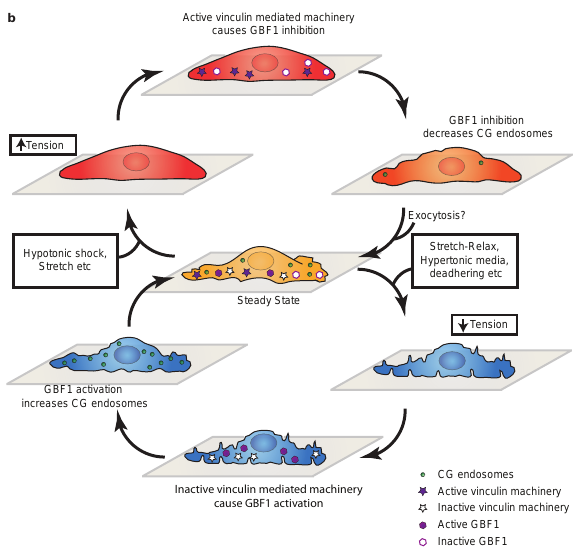 b
Active vinculin mediated machinery
causes GBF1 inhibition
GBF1 inhibition
decreases CG endosomes
Tension
Exocytosis?
Hypotonic shock,
Stretch etc
Stretch-Relax,
Hypertonic media,
deadhering etc
Steady State
Tension
GBF1 activation
increases CG endosomes
Inactive vinculin mediated machinery
cause GBF1 activation
CG endosomes
Active vinculin machinery
Inactive vinculin machinery
Active GBF1
Inactive GBF1